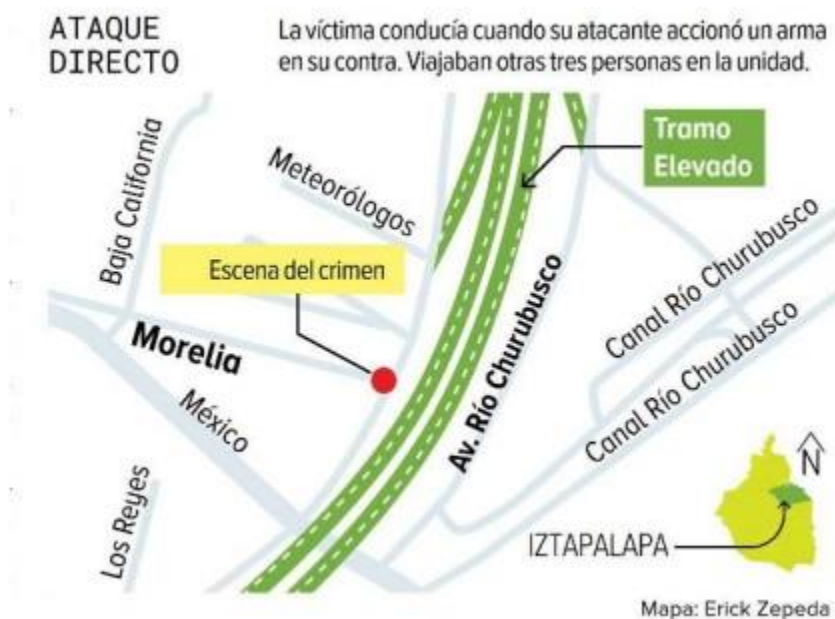 ATAQUE
DIRECTO
La víctima conducía cuando su atacante accionó un arma
en su contra. Viajaban otras tres personas en la unidad.
Tramo
Elevado
Baja California
Meteorólogos
Escena del crimen
Morelia
México
Los Reyes
Av. Río Churubusco
Canal Río Churubusco
Canal Río Churubusco
N
IZTAPALAPA
Mapa: Erick Zepeda